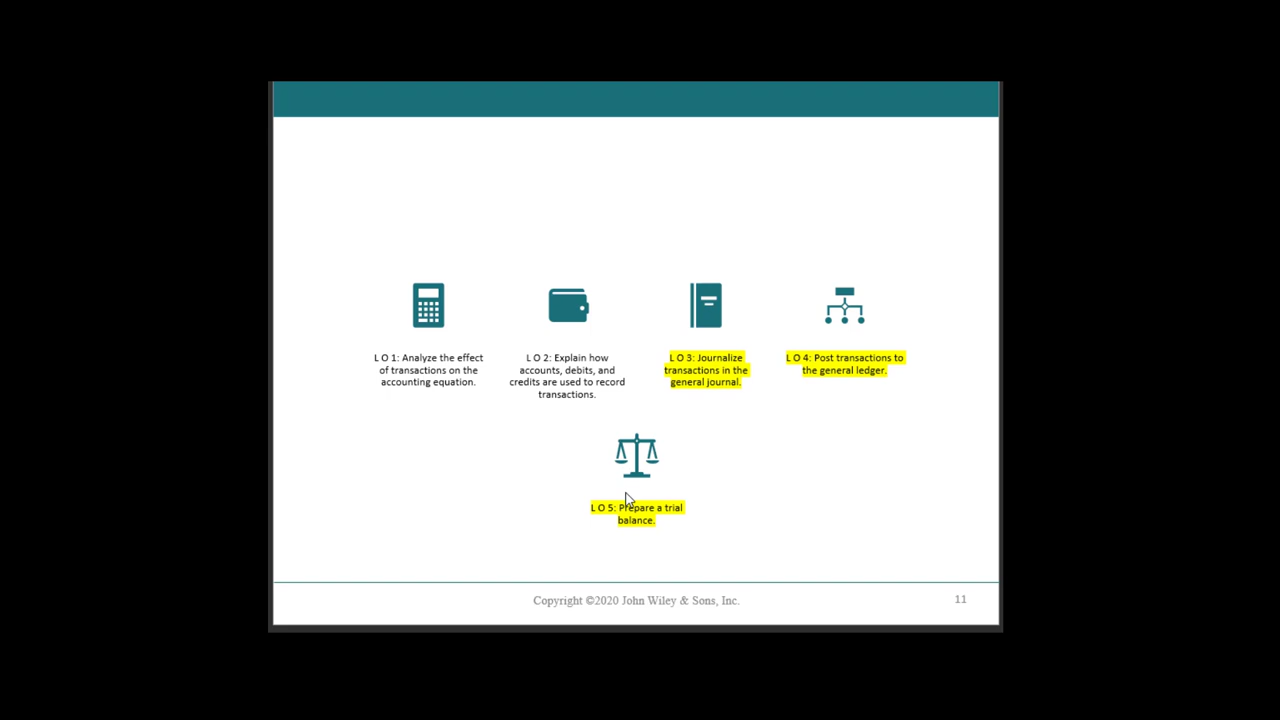 L O 1: Analyze the effect
of transactions on the
accounting equation.
L O 2: Explain how
accounts, debits, and
credits are used to record
transactions.
L O 3: Journalize
transactions in the
general journal.
L O 4: Post transactions to
the general ledger.
L O 5: Prepare a trial
balance.
Copyright ©2020 John Wiley & Sons, Inc.
11